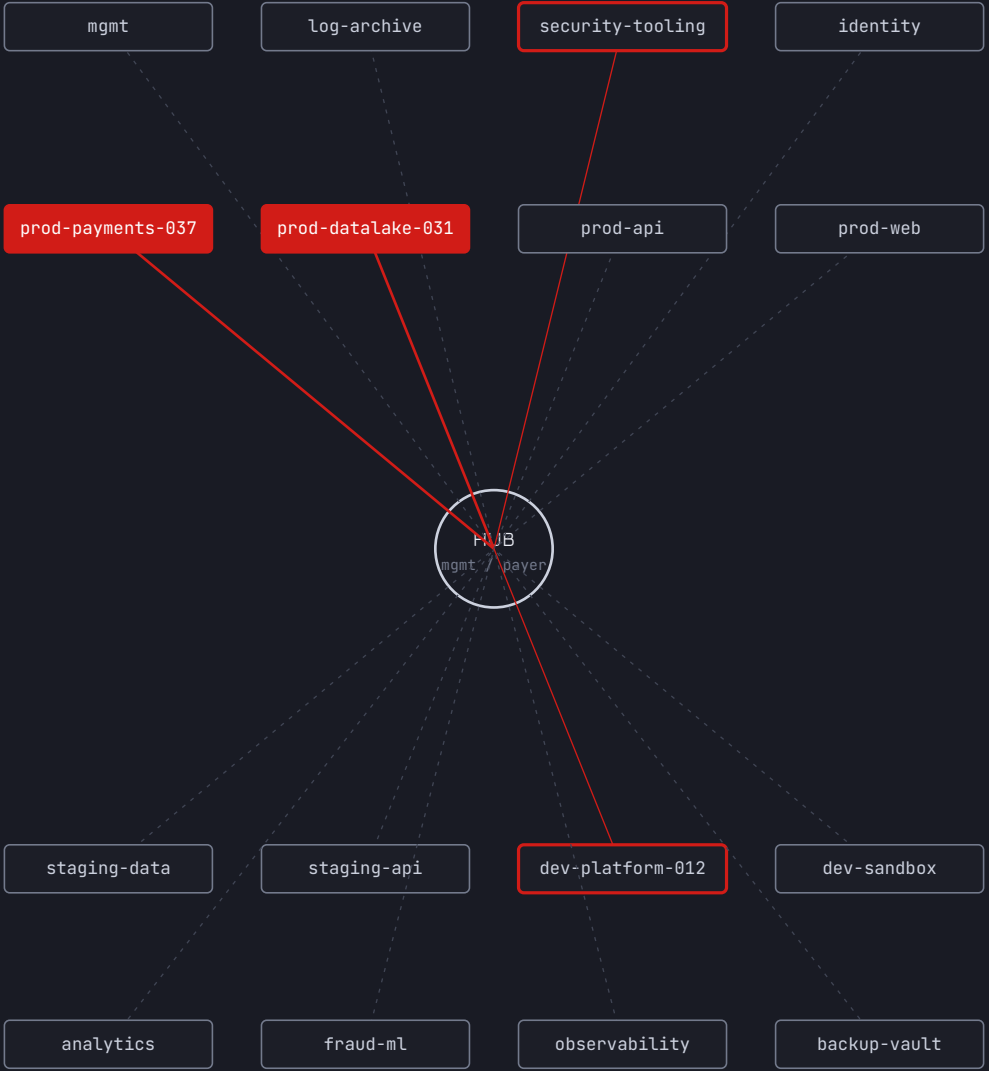 mgmt
log-archive
security-tooling
identity
prod-payments-037
prod-datalake-031
prod-api
prod-web
HUB
mgmt / payer
staging-data
staging-api
dev-platform-012
dev-sandbox
analytics
fraud-ml
observability
backup-vault